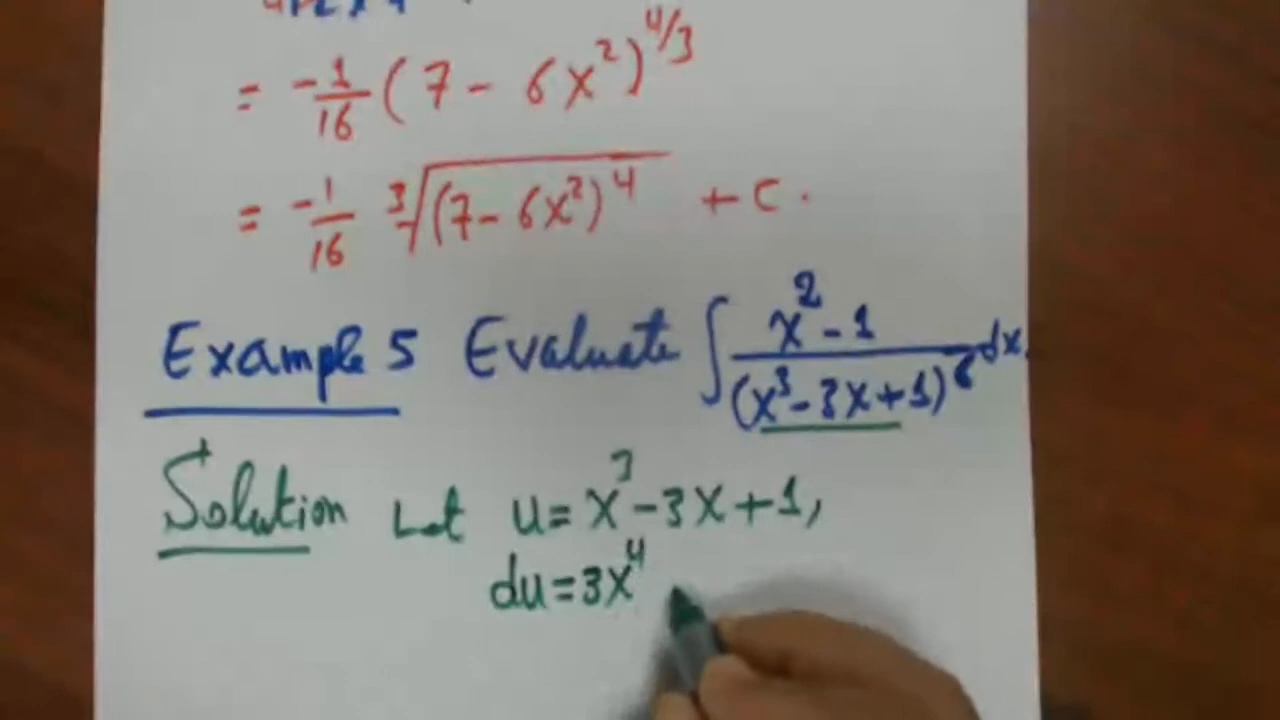 = -1/16 (7 - 6x²)^4/3
= -1/16 ∛(7-6x²)⁴ + C.
Example 5 Evaluate ∫ x²-1/(x³-3x+1)⁶ dx.
Solution Let u = x³-3x+1,
du = 3x⁴